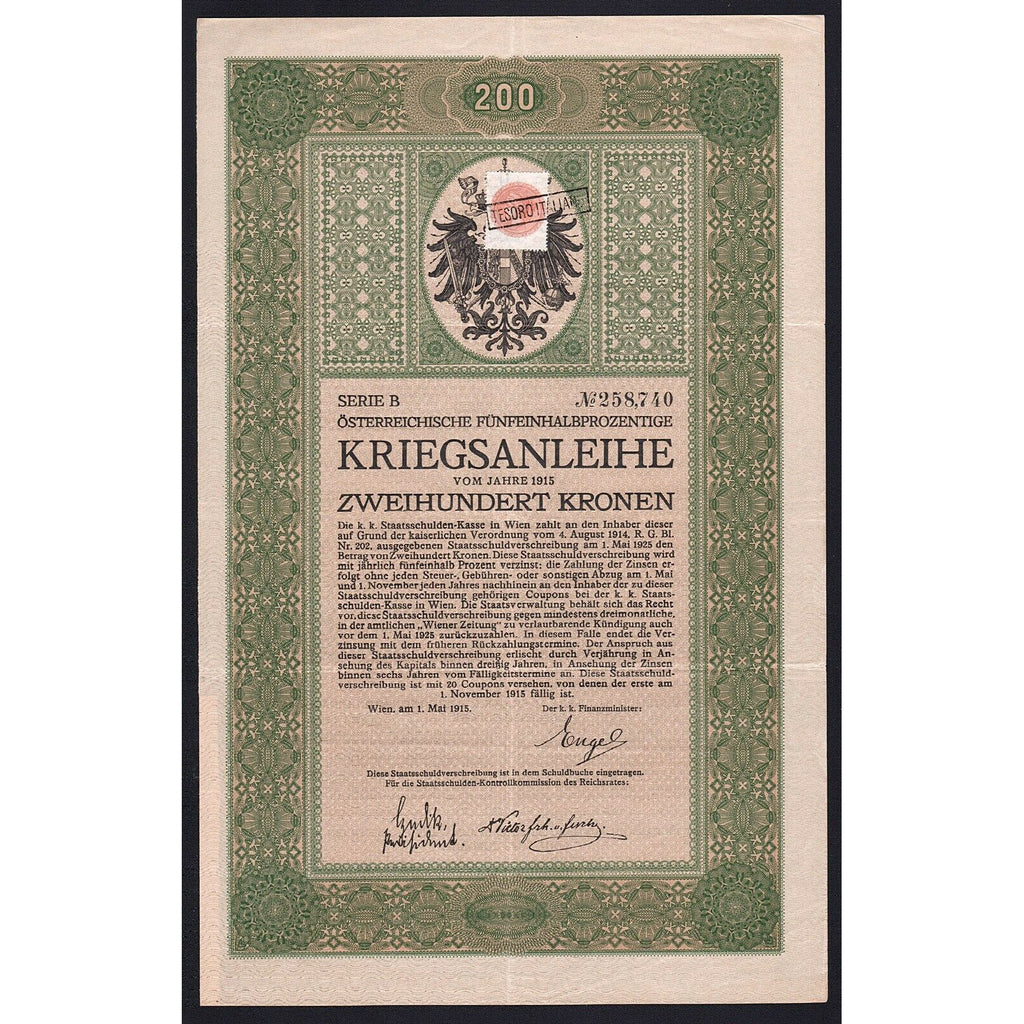 200
TESORO ITALIAN
SERIE B № 258,740
ÖSTERREICHISCHE FÜNFEINHALBPROZENTIGE
KRIEGSANLEIHE
VOM JAHRE 1915
ZWEIHUNDERT KRONEN
Die k. k. Staatsschulden-Kasse in Wien zahlt an den Inhaber dieser
auf Grund der kaiserlichen Verordnung vom 4. August 1914, R. G. Bl.
Nr. 202, ausgegebenen Staatsschuldverschreibung am 1. Mai 1925 den
Betrag von Zweihundert Kronen. Diese Staatsschuldverschreibung wird
mit jährlich fünfeinhalb Prozent verzinst; die Zahlung der Zinsen er-
folgt ohne jeden Steuer-, Gebühren- oder sonstigen Abzug am 1. Mai
und 1. November jeden Jahres nachhinein an den Inhaber der zu dieser
Staatsschuldverschreibung gehörigen Coupons bei der k. k. Staats-
schulden-Kasse in Wien. Die Staatsverwaltung behält sich das Recht
vor, diese Staatsschuldverschreibung gegen mindestens dreimonatliche,
in der amtlichen „Wiener Zeitung“ zu verlautbarende Kündigung auch
vor dem 1. Mai 1925 zurückzuzahlen. In diesem Falle endet die Ver-
zinsung mit dem früheren Rückzahlungstermine. Der Anspruch aus
dieser Staatsschuldverschreibung erlischt durch Verjährung in An-
sehung des Kapitals binnen dreißig Jahren, in Ansehung der Zinsen
binnen sechs Jahren vom Fälligkeitstermine an. Diese Staatsschuld-
verschreibung ist mit 20 Coupons versehen, von denen der erste am
1. November 1915 fällig ist.
Wien, am 1. Mai 1915. Der k. k. Finanzminister:
Engel
Diese Staatsschuldverschreibung ist in dem Schuldbuche eingetragen.
Für die Staatsschulden-Kontrollkommission des Reichsrates:
Präsident.